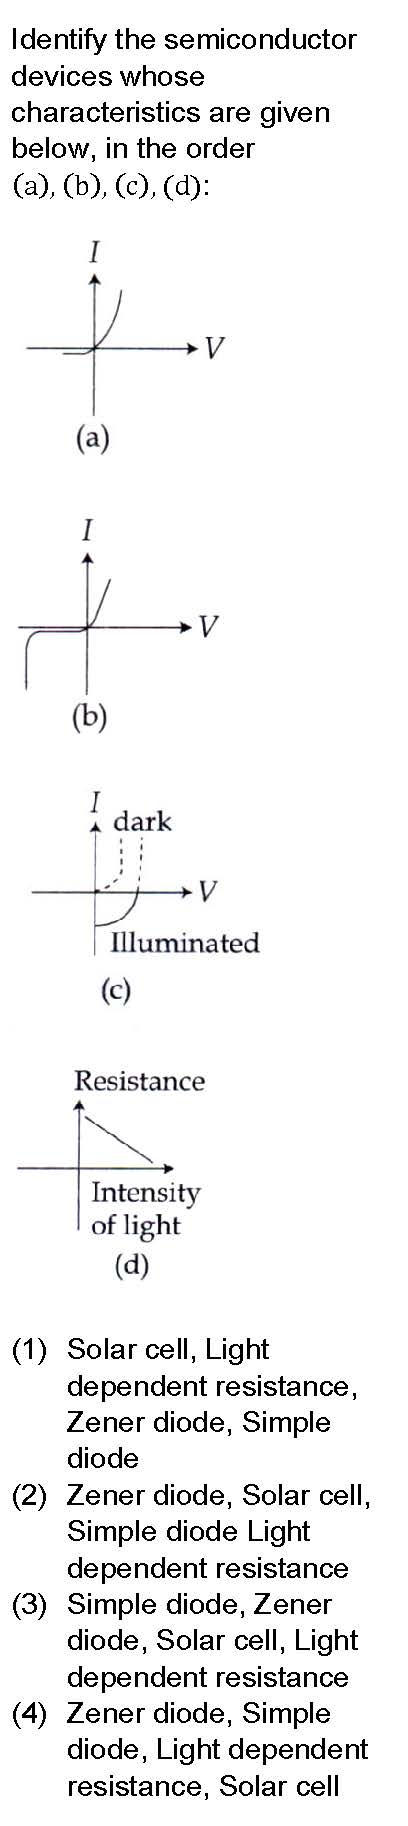 Identify the semiconductor
devices whose
characteristics are given
below, in the order
(a), (b), (c), (d):
I
V
(a)
I
V
(b)
I
dark
V
Illuminated
(c)
Resistance
Intensity
of light
(d)
(1) Solar cell, Light
dependent resistance,
Zener diode, Simple
diode
(2) Zener diode, Solar cell,
Simple diode Light
dependent resistance
(3) Simple diode, Zener
diode, Solar cell, Light
dependent resistance
(4) Zener diode, Simple
diode, Light dependent
resistance, Solar cell